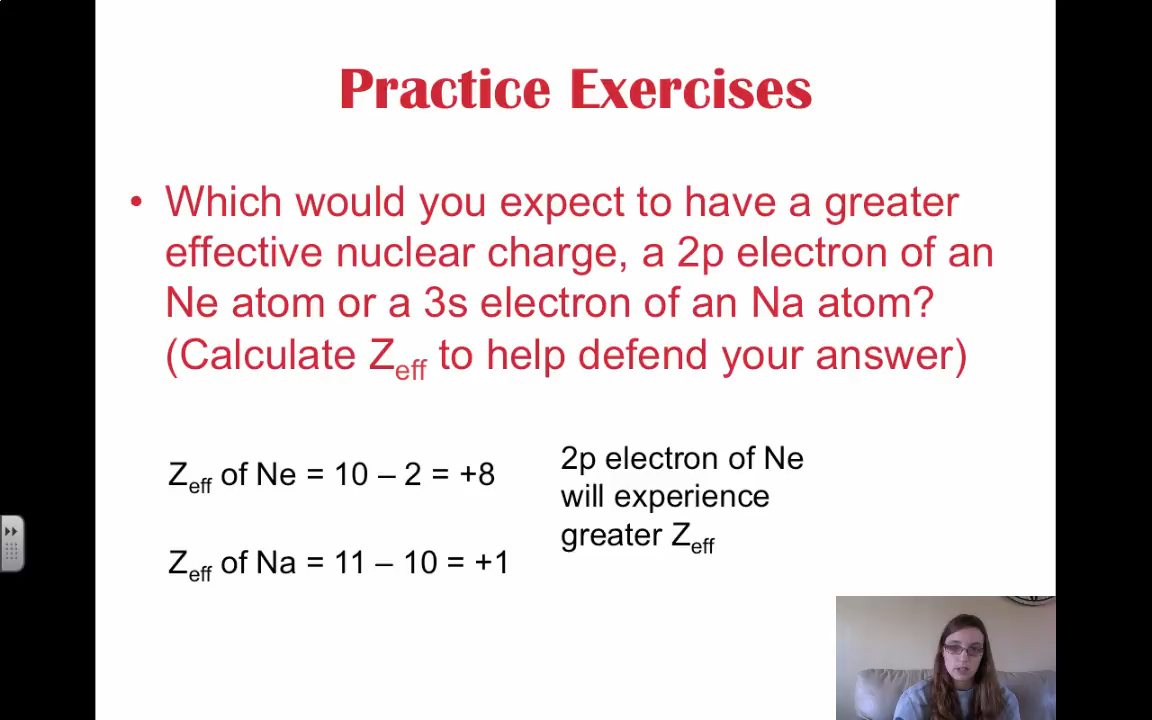 Practice Exercises
• Which would you expect to have a greater
effective nuclear charge, a 2p electron of an
Ne atom or a 3s electron of an Na atom?
(Calculate Zeff to help defend your answer)
Zeff of Ne = 10 – 2 = +8
Zeff of Na = 11 – 10 = +1
2p electron of Ne
will experience
greater Zeff